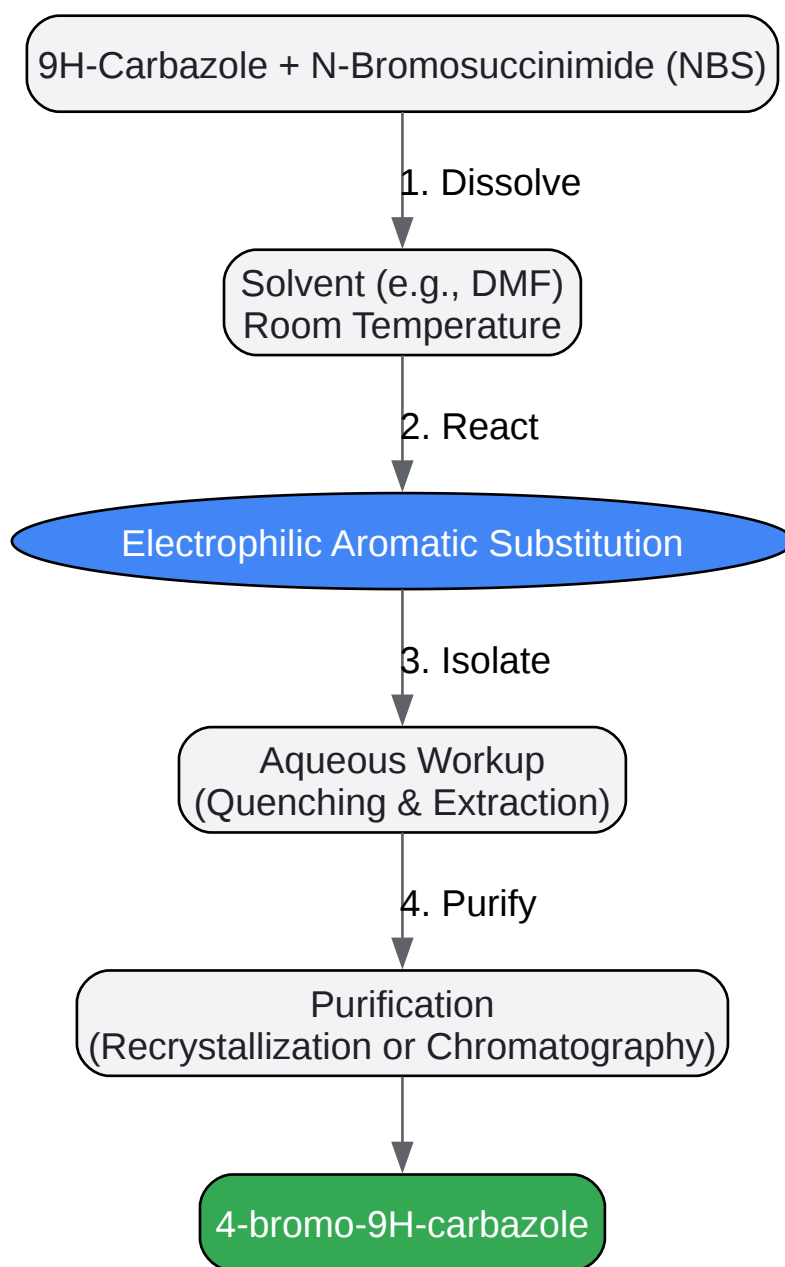 9H-Carbazole + N-Bromosuccinimide (NBS)
1. Dissolve
Solvent (e.g., DMF)
Room Temperature
2. React
Electrophilic Aromatic Substitution
3. Isolate
Aqueous Workup
(Quenching & Extraction)
4. Purify
Purification
(Recrystallization or Chromatography)
4-bromo-9H-carbazole